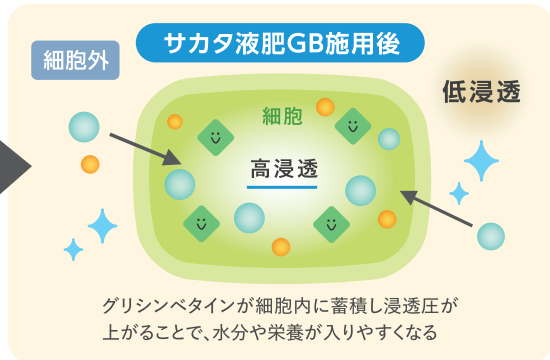 サカタ液肥GB施用後
細胞外
低浸透
細胞
高浸透
グリシンベタインが細胞内に蓄積し浸透圧が
上がることで、水分や栄養が入りやすくなる